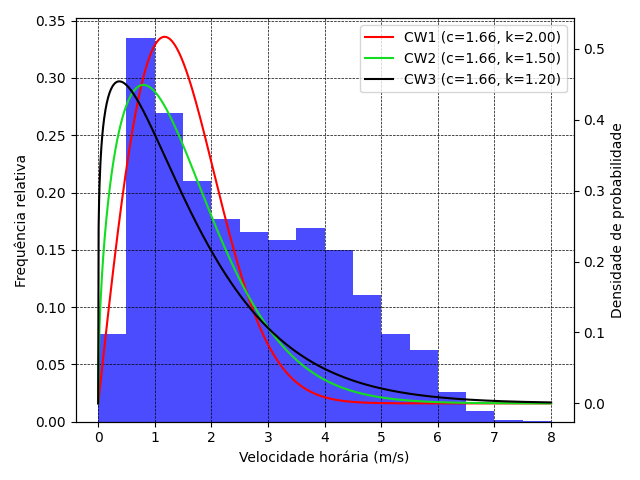 CW1 (c=1.66, k=2.00)
CW2 (c=1.66, k=1.50)
CW3 (c=1.66, k=1.20)
0.35
0.30
0.25
0.20
0.15
0.10
0.05
0.00
Frequência relativa
0.5
0.4
0.3
0.2
0.1
0.0
Densidade de probabilidade
0 1 2 3 4 5 6 7 8
Velocidade horária (m/s)